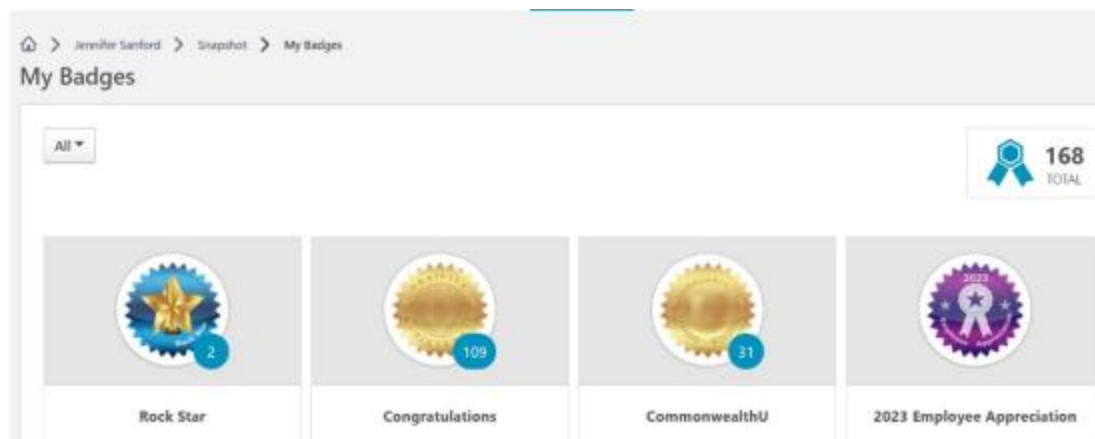 Jennifer Sanford > Snapshot > My Badges
My Badges
All
168
TOTAL
2023
2
109
31
Rock Star
Congratulations
CommonwealthU
2023 Employee Appreciation